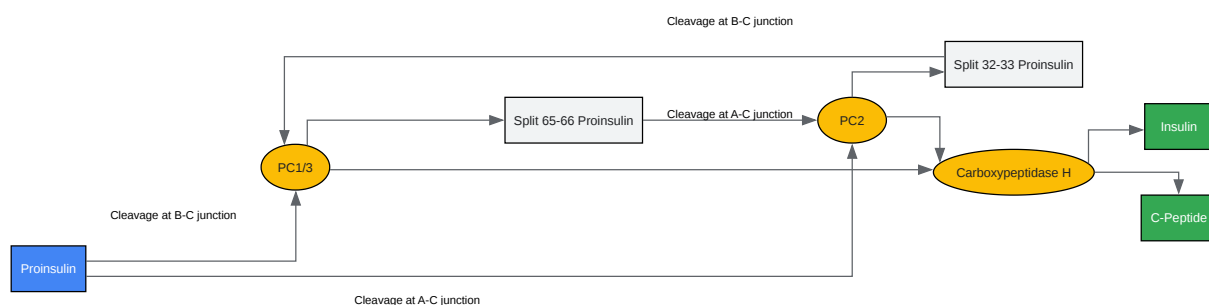 Cleavage at B-C junction
Split 32-33 Proinsulin
Split 65-66 Proinsulin
Cleavage at A-C junction
PC2
Insulin
PC1/3
Carboxypeptidase H
Cleavage at B-C junction
C-Peptide
Proinsulin
Cleavage at A-C junction